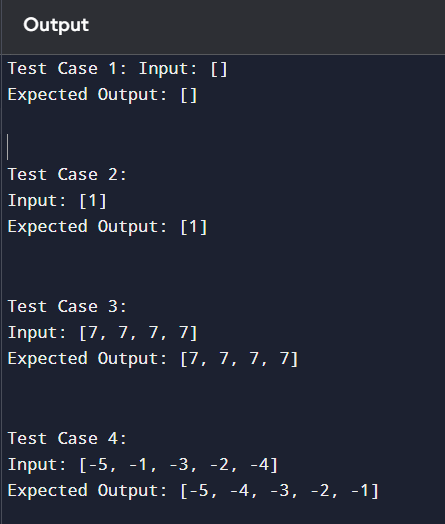 Output
Test Case 1: Input: []
Expected Output: []
Test Case 2:
Input: [1]
Expected Output: [1]
Test Case 3:
Input: [7, 7, 7, 7]
Expected Output: [7, 7, 7, 7]
Test Case 4:
Input: [-5, -1, -3, -2, -4]
Expected Output: [-5, -4, -3, -2, -1]